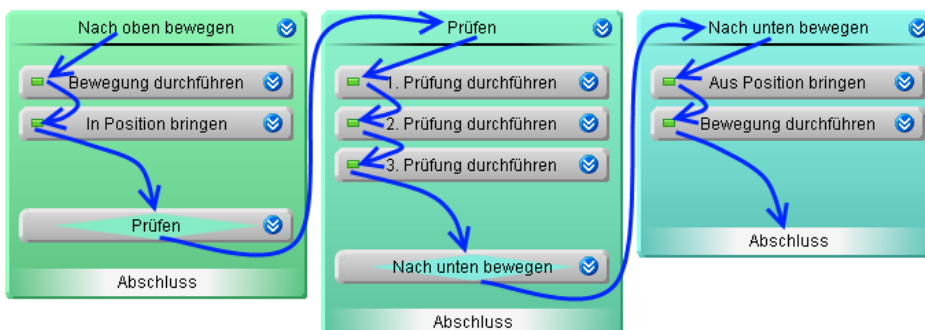 Nach oben bewegen
Bewegung durchführen
In Position bringen
Prüfen
Abschluss
Prüfen
1. Prüfung durchführen
2. Prüfung durchführen
3. Prüfung durchführen
Nach unten bewegen
Abschluss
Nach unten bewegen
Aus Position bringen
Bewegung durchführen
Abschluss